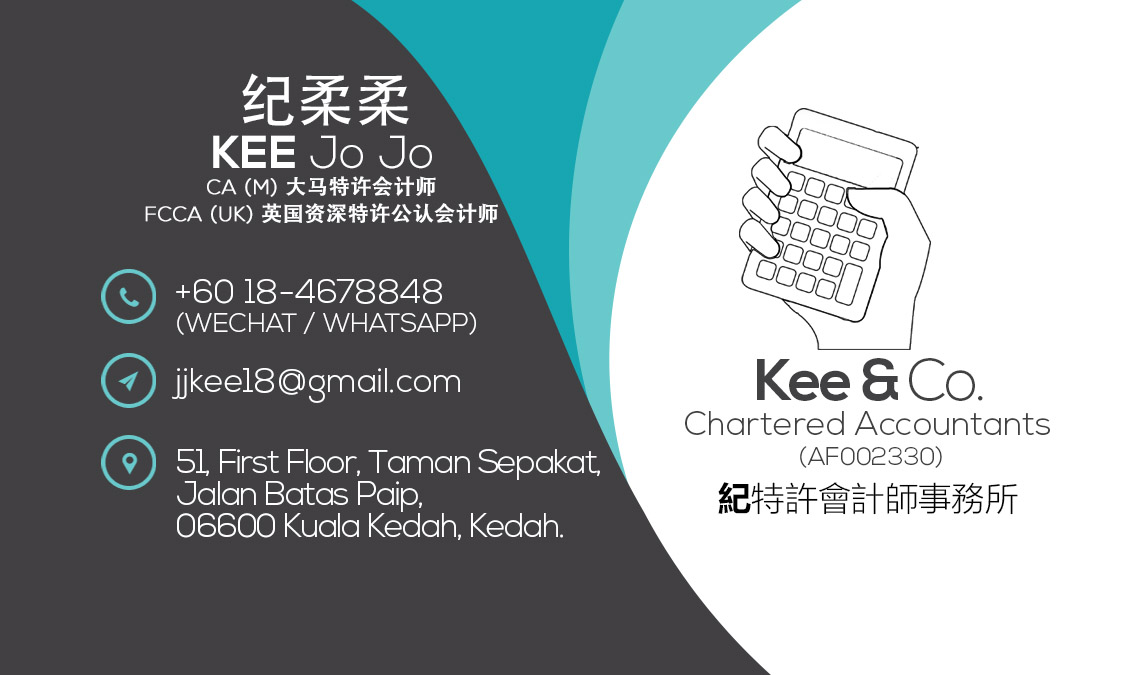 纪柔柔
KEE Jo Jo
CA (M) 大马特许会计师
FCCA (UK) 英国资深特许公认会计师
+60 18-4678848
(WECHAT / WHATSAPP)
jjkee18@gmail.com
51, First Floor, Taman Sepakat,
Jalan Batas Paip,
06600 Kuala Kedah, Kedah.
Kee & Co.
Chartered Accountants
(AF002330)
紀特許會計師事務所